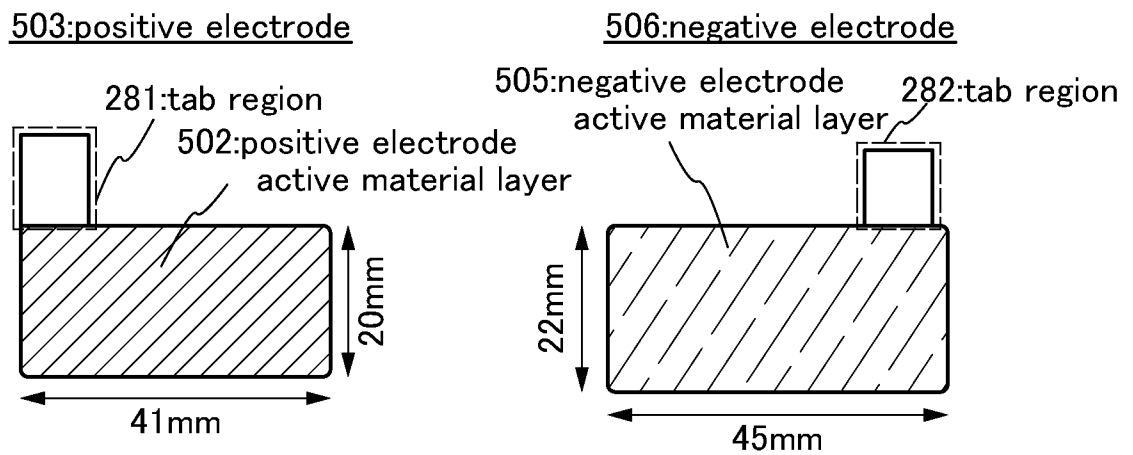 503:positive electrode
281:tab region
502:positive electrode
active material layer
20mm
41mm
506:negative electrode
505:negative electrode
active material layer
282:tab region
22mm
45mm